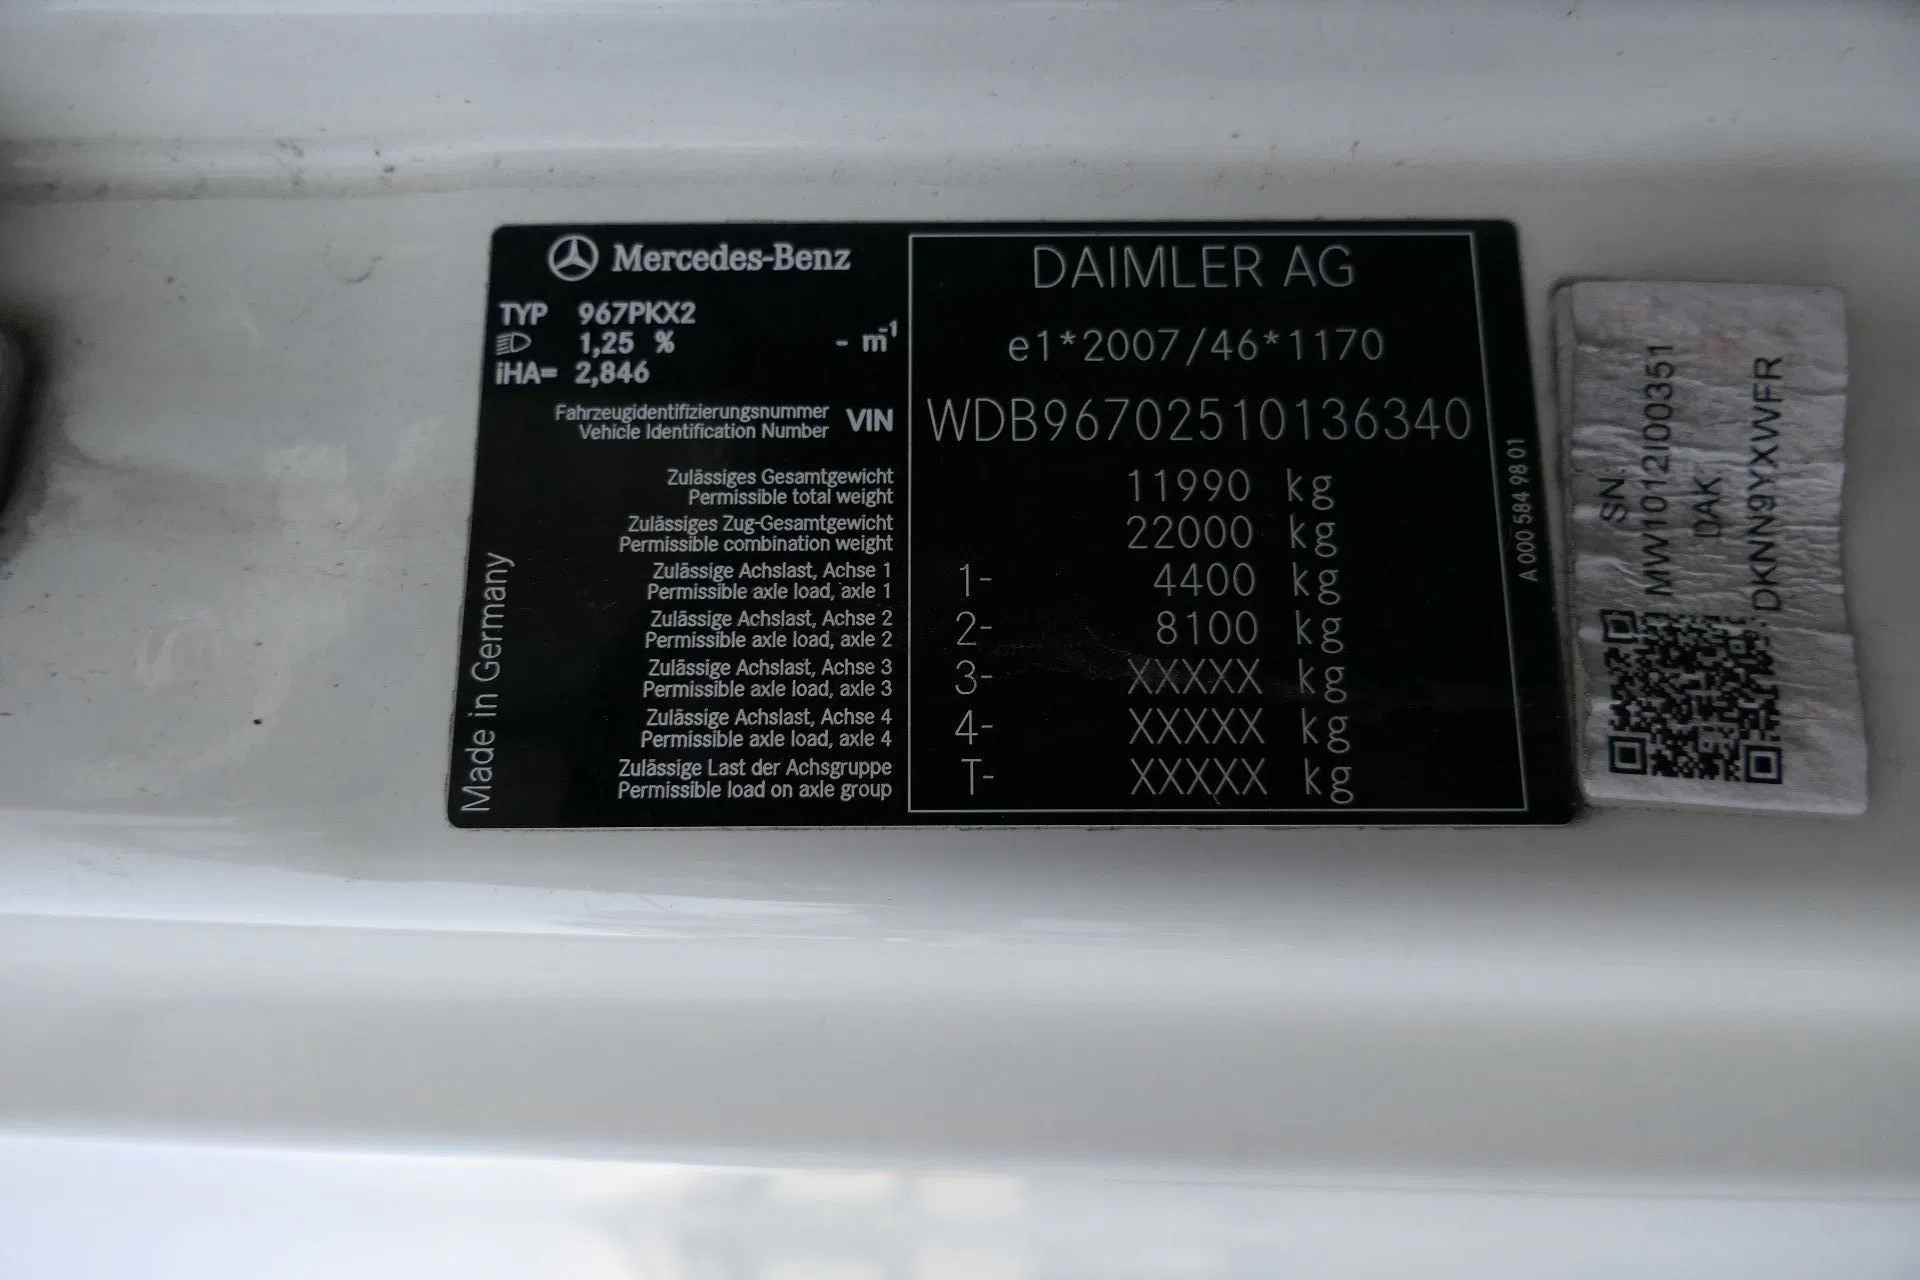 Mercedes-Benz
TYP 967PKX2
1,25 % - m-1
iHA= 2,846
Fahrzeugidentifizierungsnummer
Vehicle Identification Number
VIN
Zulässiges Gesamtgewicht
Permissible total weight
Zulässiges Zug-Gesamtgewicht
Permissible combination weight
Zulässige Achslast, Achse 1
Permissible axle load, axle 1
Zulässige Achslast, Achse 2
Permissible axle load, axle 2
Zulässige Achslast, Achse 3
Permissible axle load, axle 3
Zulässige Achslast, Achse 4
Permissible axle load, axle 4
Zulässige Last der Achsgruppe
Permissible load on axle group
Made in Germany
DAIMLER AG
e1*2007/46*1170
WDB96702510136340
11990 kg
22000 kg
1- 4400 kg
2- 8100 kg
3- XXXXX kg
4- XXXXX kg
T- XXXXX kg
A 000 584 98 01
SN.
MW1012I00351
DAK
DKNN9YXWFR